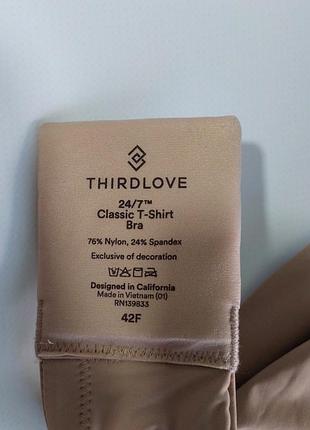 THIRDLOVE
24/7™
Classic T-Shirt
Bra
76% Nylon, 24% Spandex
Exclusive of decoration
Designed in California
Made in Vietnam (01)
RN139833
42F